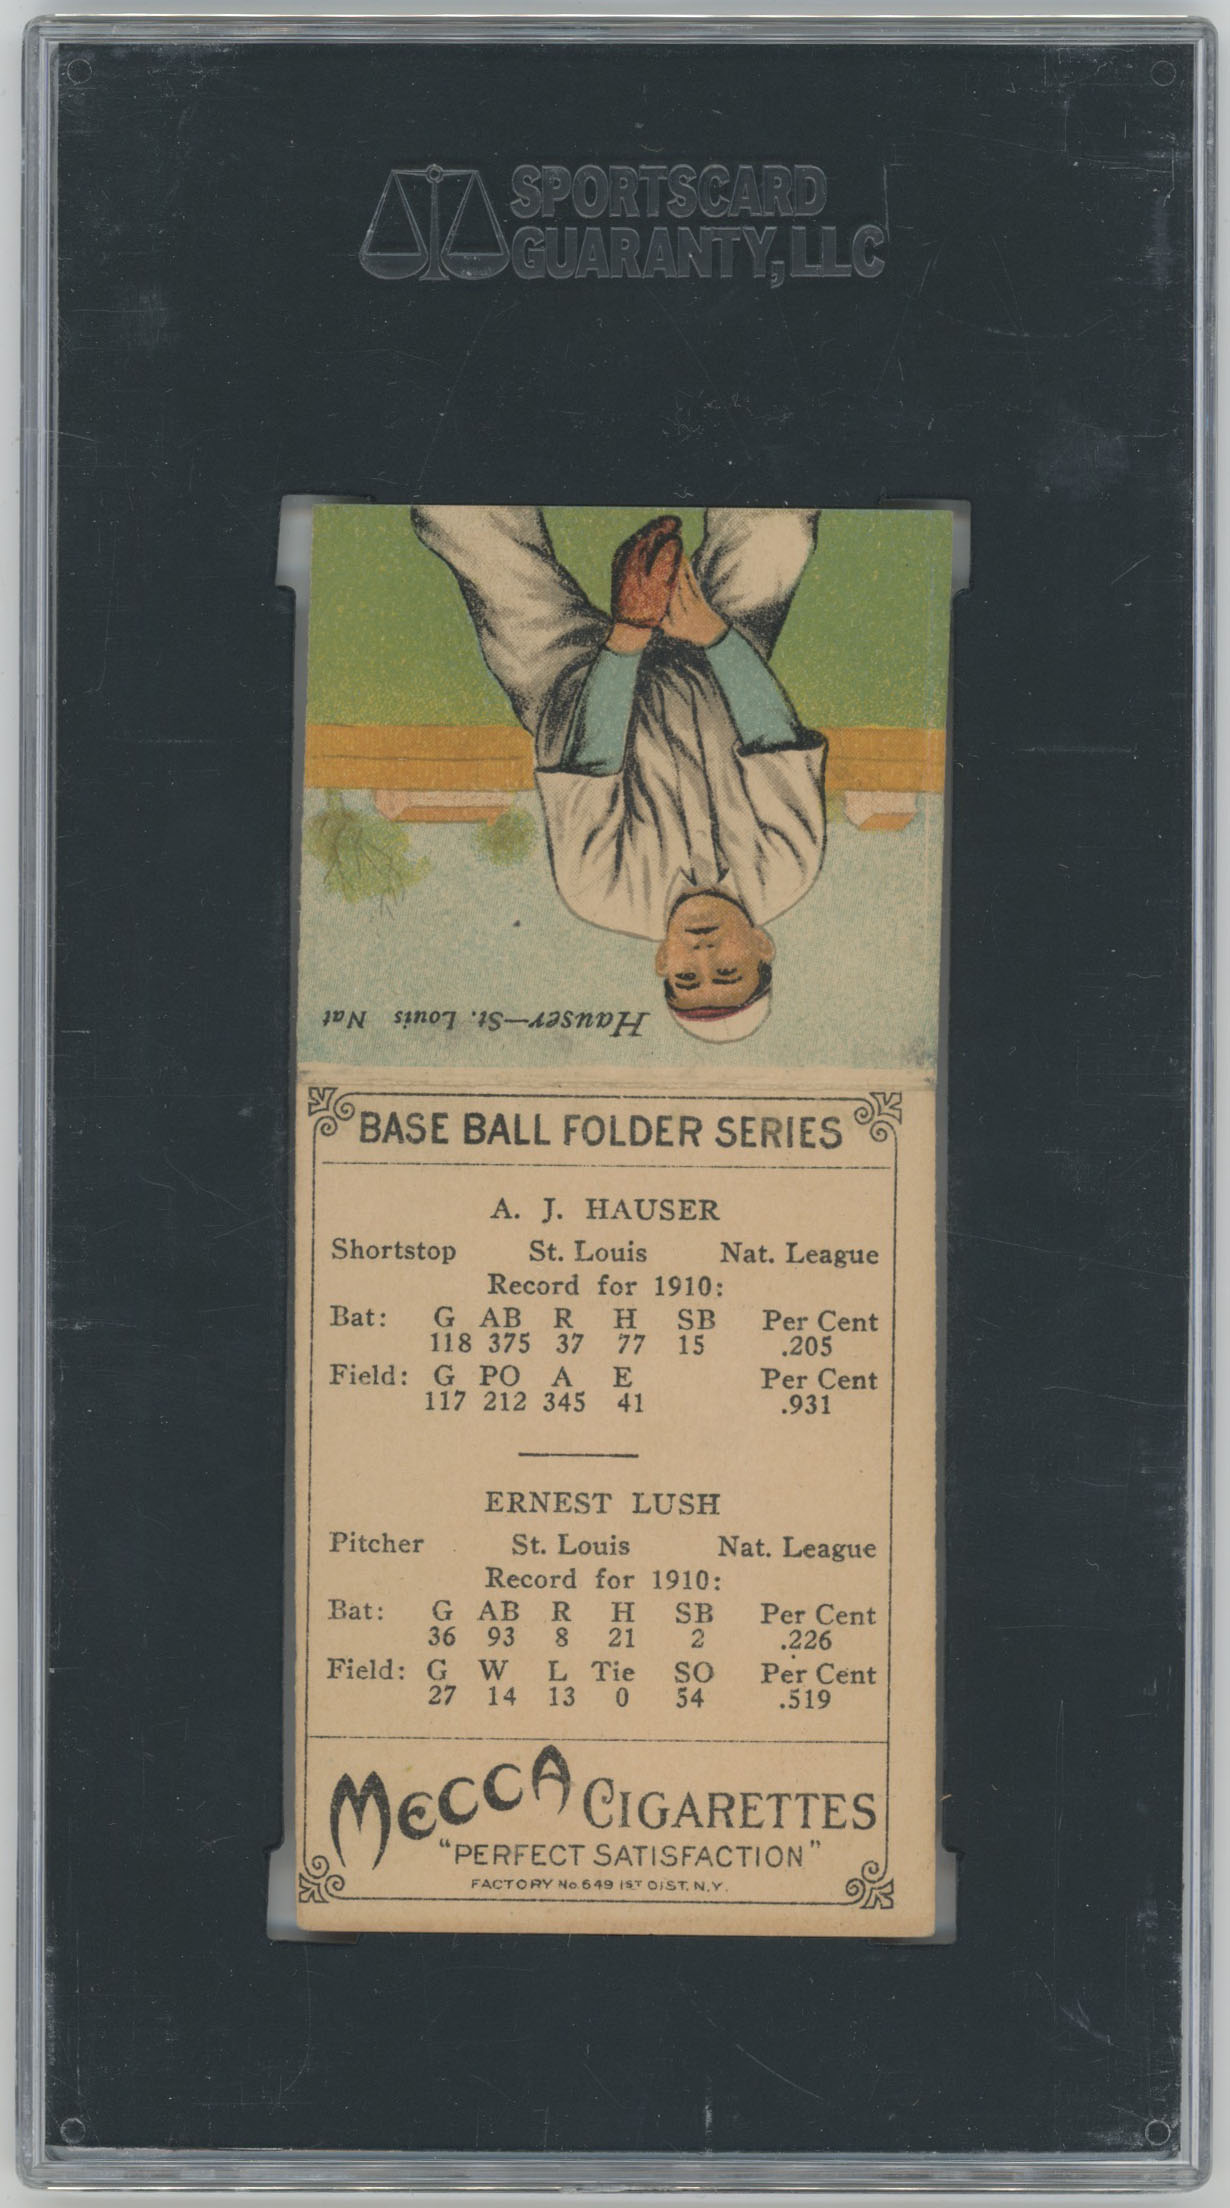 SPORTSCARD
GUARANTY, LLC
Hauser—St. Louis Nat
BASE BALL FOLDER SERIES
A. J. HAUSER
Shortstop St. Louis Nat. League
Record for 1910:
Bat: G AB R H SB Per Cent
118 375 37 77 15 .205
Field: G PO A E Per Cent
117 212 345 41 .931
ERNEST LUSH
Pitcher St. Louis Nat. League
Record for 1910:
Bat: G AB R H SB Per Cent
36 93 8 21 2 .226
Field: G W L Tie SO Per Cent
27 14 13 0 54 .519
MECCA CIGARETTES
"PERFECT SATISFACTION"
FACTORY No. 649 1ST DIST. N.Y.